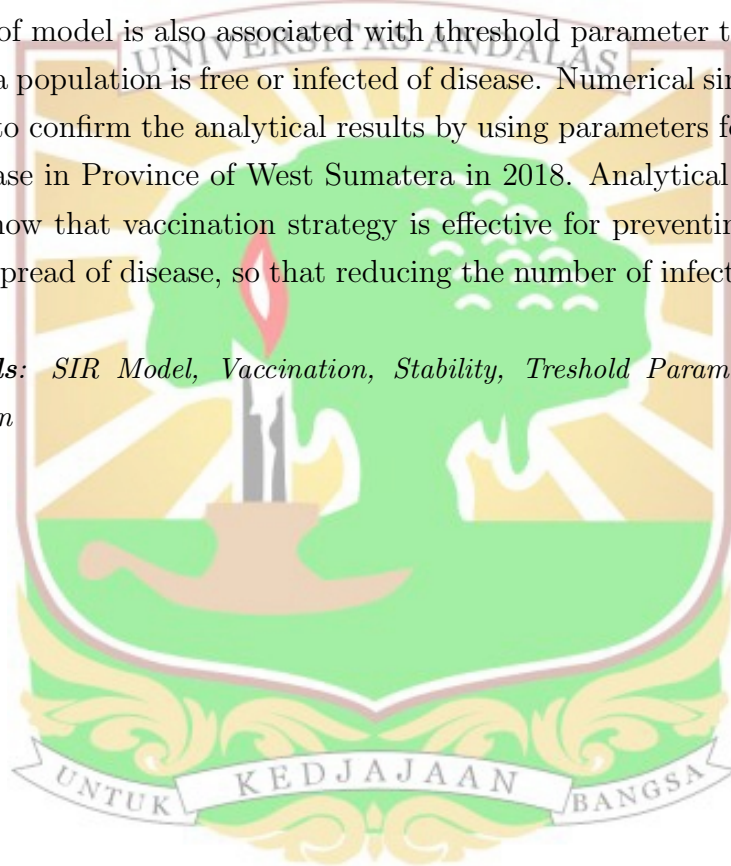 of model is also associated with threshold parameter t
UNIVERSITAS ANDALAS
a population is free or infected of disease. Numerical sin
to confirm the analytical results by using parameters f
ase in Province of West Sumatera in 2018. Analytical
how that vaccination strategy is effective for preventin
pread of disease, so that reducing the number of infect
ds: SIR Model, Vaccination, Stability, Treshold Param
n
UNTUK KEDJAJAAN BANGSA